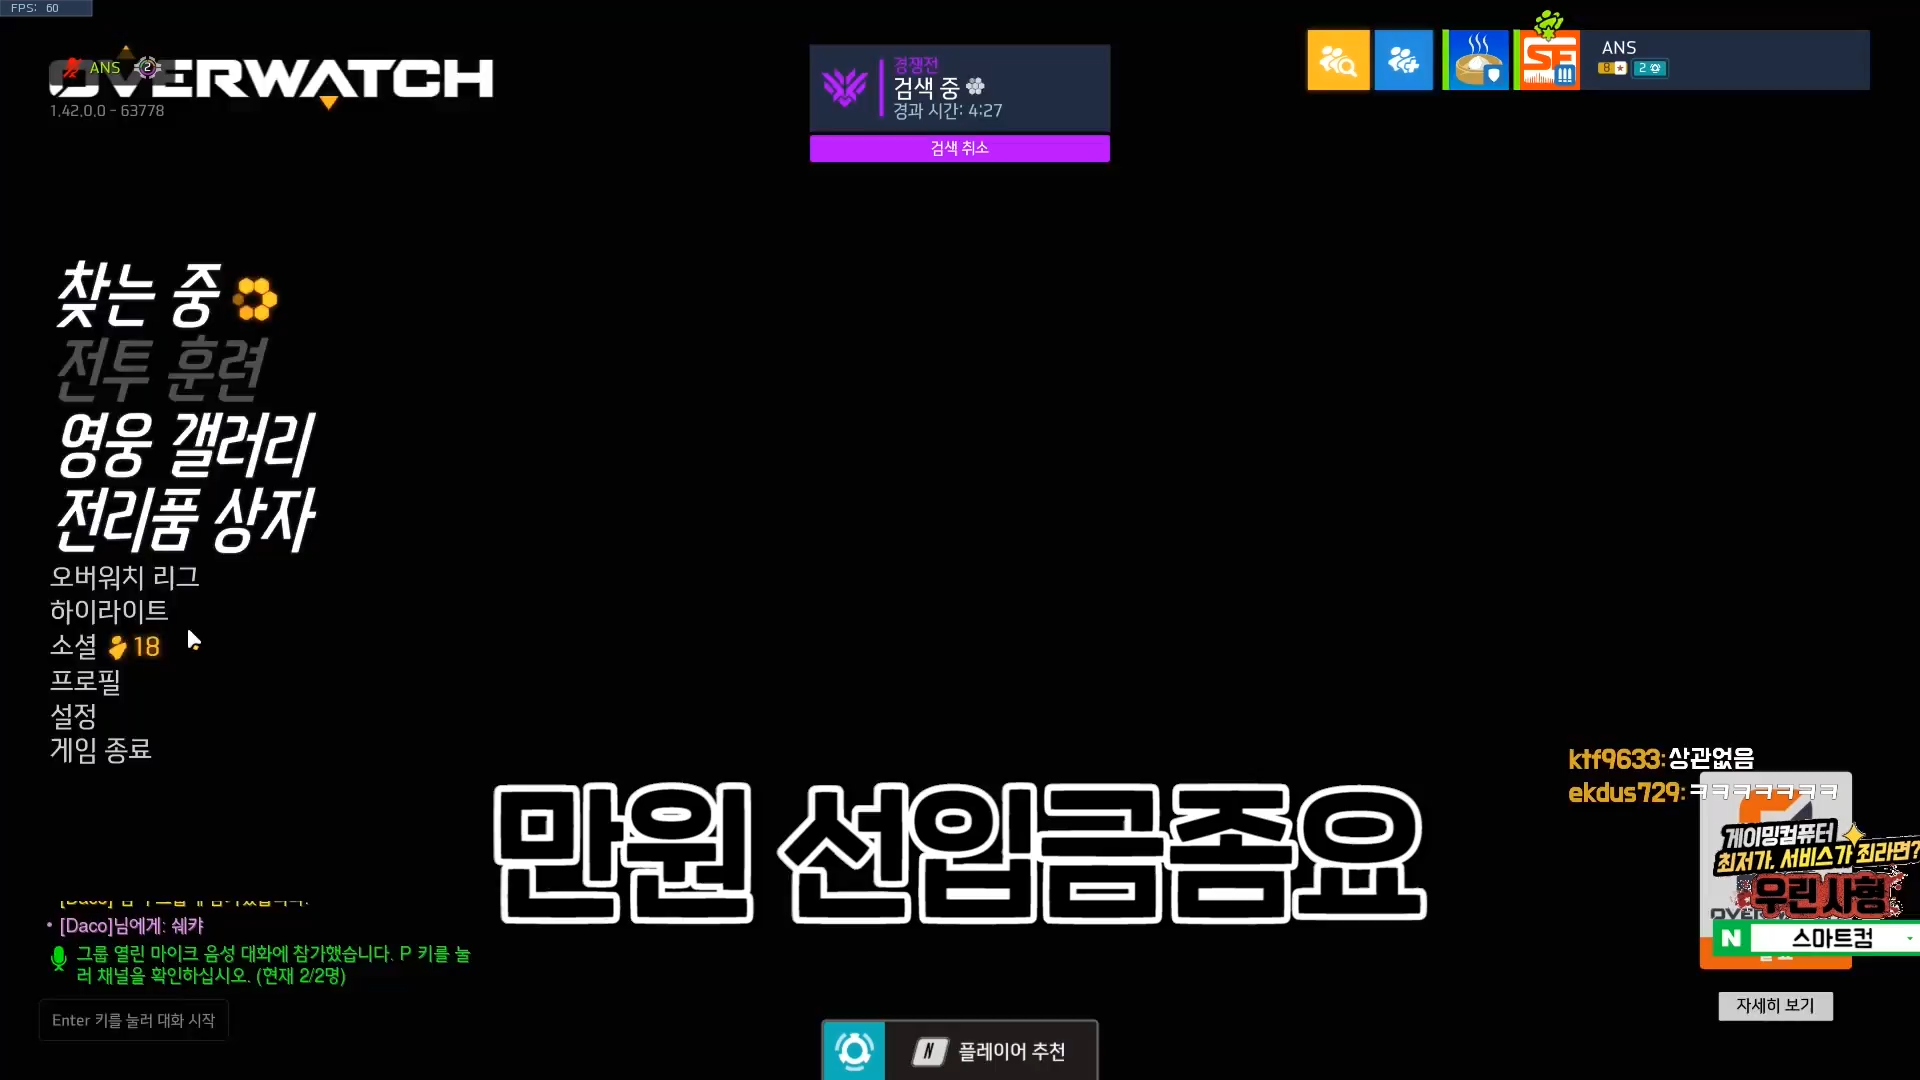 FPS: 60
ANS 2
OVERWATCH
1.42.0.0 - 63778
경쟁전
검색 중
경과 시간: 4:27
검색 취소
SF
ANS
8
2
찾는 중
전투 훈련
영웅 갤러리
전리품 상자
오버워치 리그
하이라이트
소셜 18
프로필
설정
게임 종료
만원 선입금좀요
ktf9633: 상관없음
ekdus729: ㅋㅋㅋㅋㅋㅋㅋ
게이밍컴퓨터
최저가, 서비스가 죄라면?
우린 사형
N 스마트컴
자세히 보기
[Daco]님에게: 쉐캬
그룹 열린 마이크 음성 대화에 참가했습니다. P 키를 눌
러 채널을 확인하십시오. (현재 2/2명)
Enter 키를 눌러 대화 시작
N 플레이어 추천